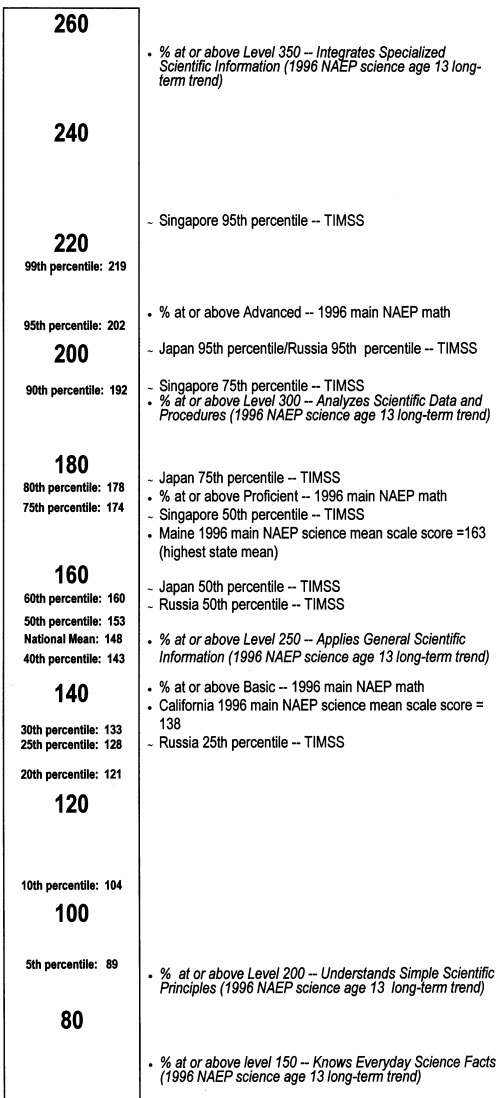 260
• % at or above Level 350 -- Integrates Specialized
Scientific Information (1996 NAEP science age 13 long-
term trend)
240
~ Singapore 95th percentile -- TIMSS
220
99th percentile: 219
• % at or above Advanced -- 1996 main NAEP math
95th percentile: 202
~ Japan 95th percentile/Russia 95th percentile -- TIMSS
200
~ Singapore 75th percentile -- TIMSS
90th percentile: 192
• % at or above Level 300 -- Analyzes Scientific Data and
Procedures (1996 NAEP science age 13 long-term trend)
180
~ Japan 75th percentile -- TIMSS
80th percentile: 178
• % at or above Proficient -- 1996 main NAEP math
75th percentile: 174
~ Singapore 50th percentile -- TIMSS
• Maine 1996 main NAEP science mean scale score =163
(highest state mean)
160
~ Japan 50th percentile -- TIMSS
60th percentile: 160
~ Russia 50th percentile -- TIMSS
50th percentile: 153
National Mean: 148
• % at or above Level 250 -- Applies General Scientific
40th percentile: 143
Information (1996 NAEP science age 13 long-term trend)
140
• % at or above Basic -- 1996 main NAEP math
• California 1996 main NAEP science mean scale score =
138
30th percentile: 133
25th percentile: 128
~ Russia 25th percentile -- TIMSS
20th percentile: 121
120
10th percentile: 104
100
5th percentile: 89
• % at or above Level 200 -- Understands Simple Scientific
Principles (1996 NAEP science age 13 long-term trend)
80
• % at or above level 150 -- Knows Everyday Science Facts
(1996 NAEP science age 13 long-term trend)